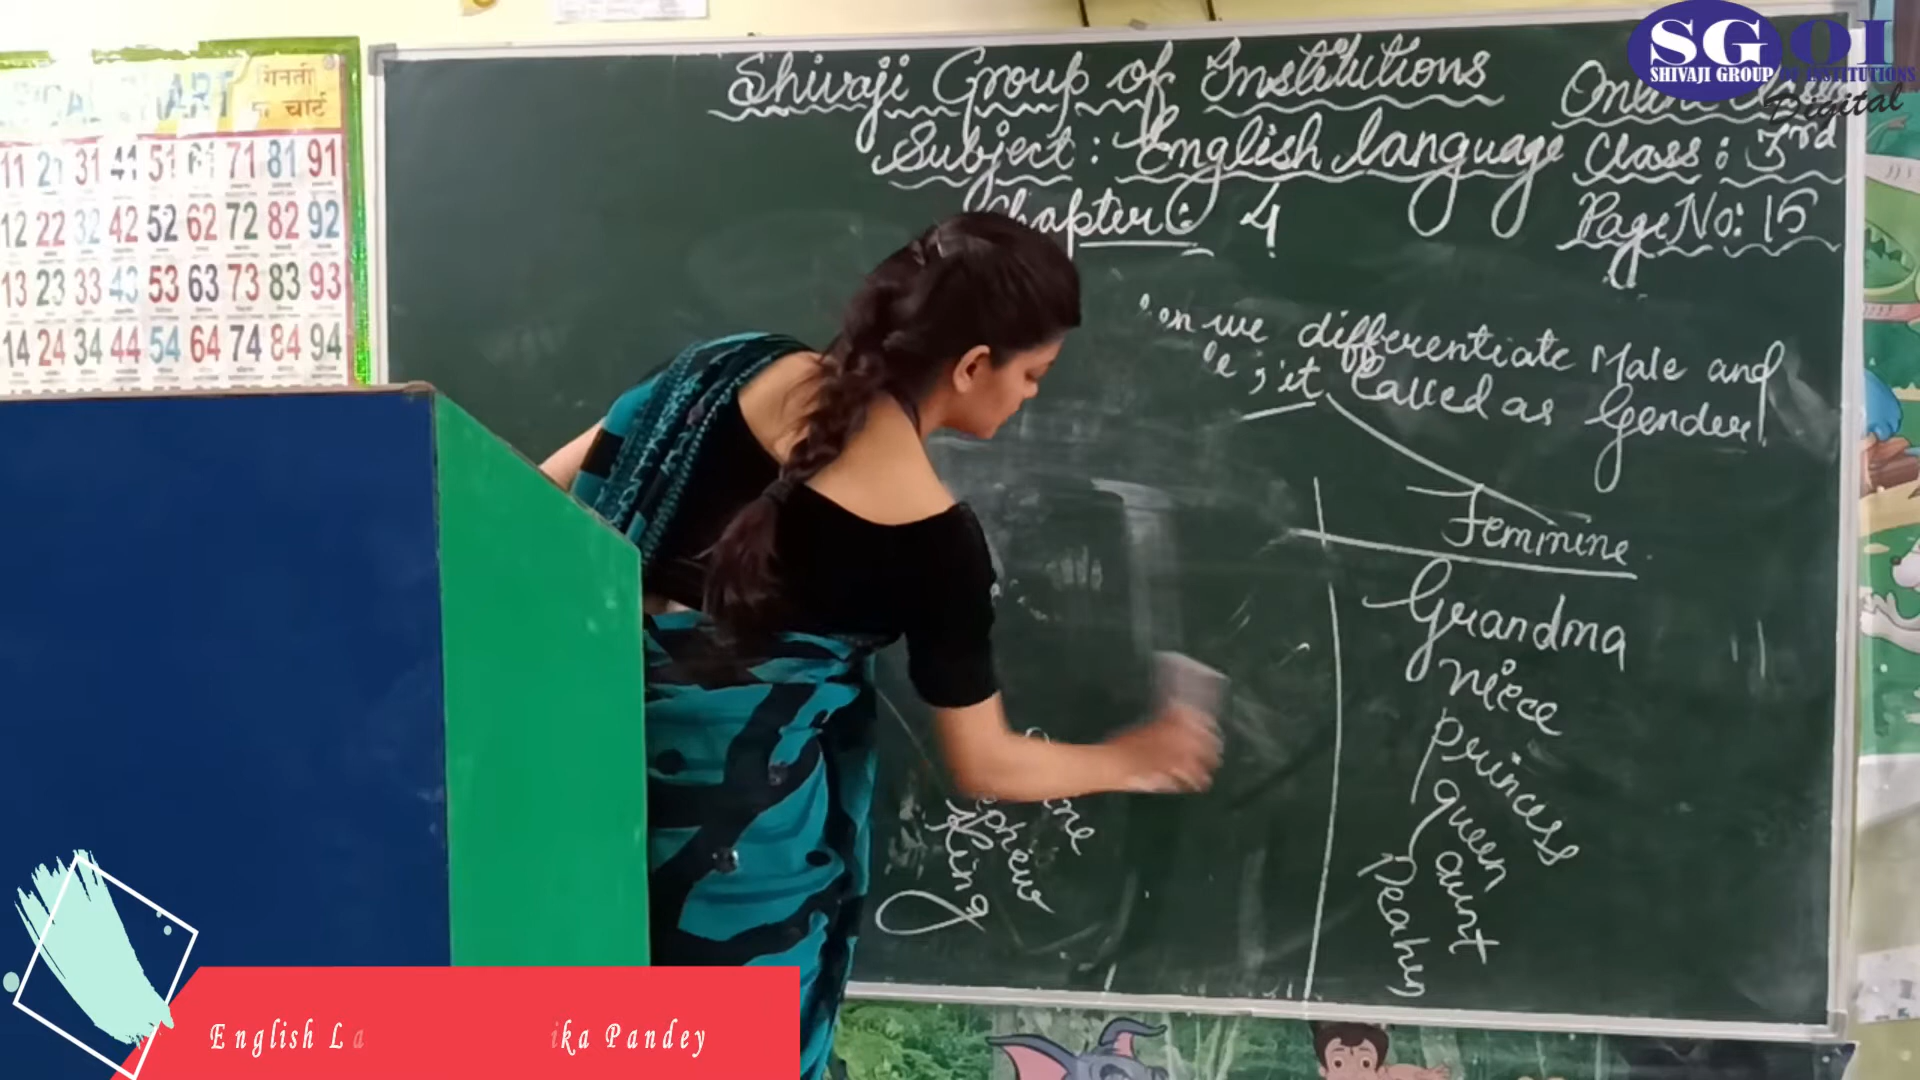 SGOI
SHIVAJI GROUP OF INSTITUTIONS
Digital
Shivaji Group of Institutions
Subject : English language Class : 3rd
Chapter : 4 Page No: 15
we differentiate Male and
it Called as Gender.
Feminine
Grandma
niece
princess
queen
aunt
King
गिनती
चार्ट
11 21 31 41 51 61 71 81 91
12 22 32 42 52 62 72 82 92
13 23 33 43 53 63 73 83 93
14 24 34 44 54 64 74 84 94
English La
ika Pandey